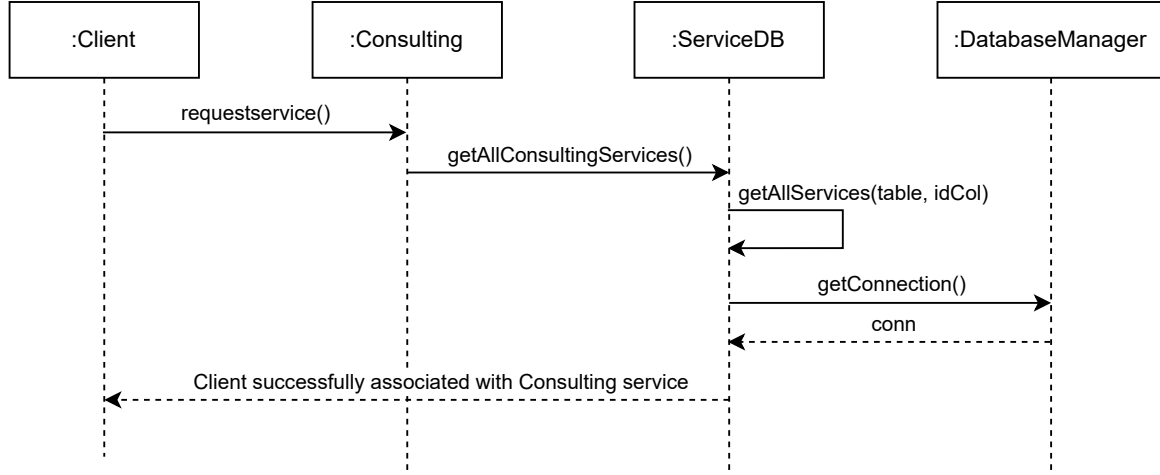 :Client
:Consulting
:ServiceDB
:DatabaseManager
requestservice()
getAllConsultingServices()
getAllServices(table, idCol)
getConnection()
conn
Client successfully associated with Consulting service